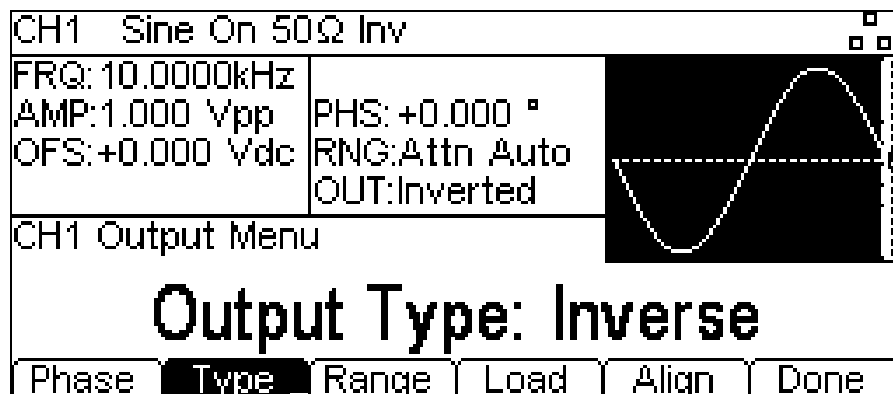 CH1 Sine On 50Ω Inv
FRQ: 10.0000kHz
AMP:1.000 Vpp PHS: +0.000 °
OFS:+0.000 Vdc RNG:Attn Auto
OUT:Inverted
CH1 Output Menu
Output Type: Inverse
Phase Type Range Load Align Done